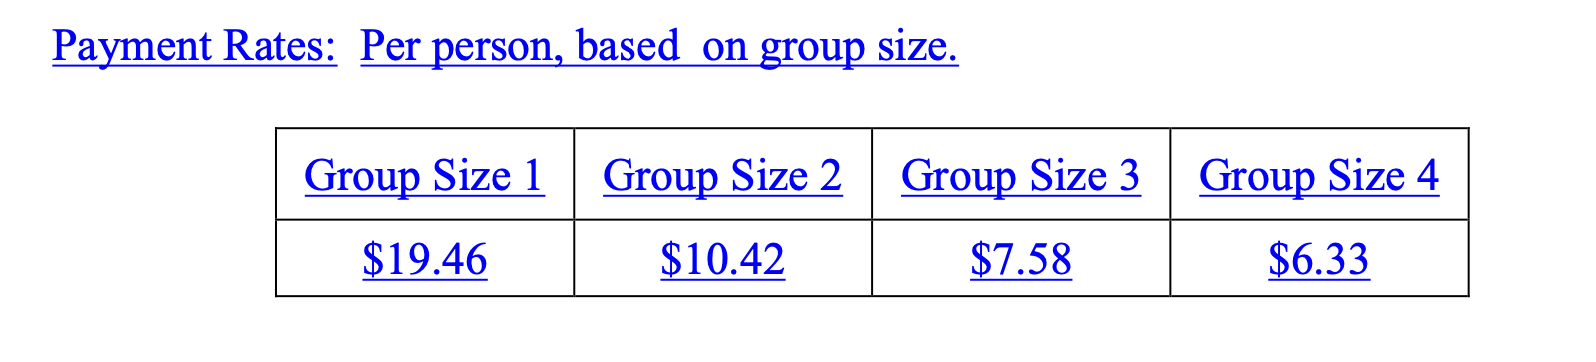 Payment Rates:  Per person, based  on group size.
Group Size 1 Group Size 2 Group Size 3 Group Size 4
$19.46 $10.42 $7.58 $6.33